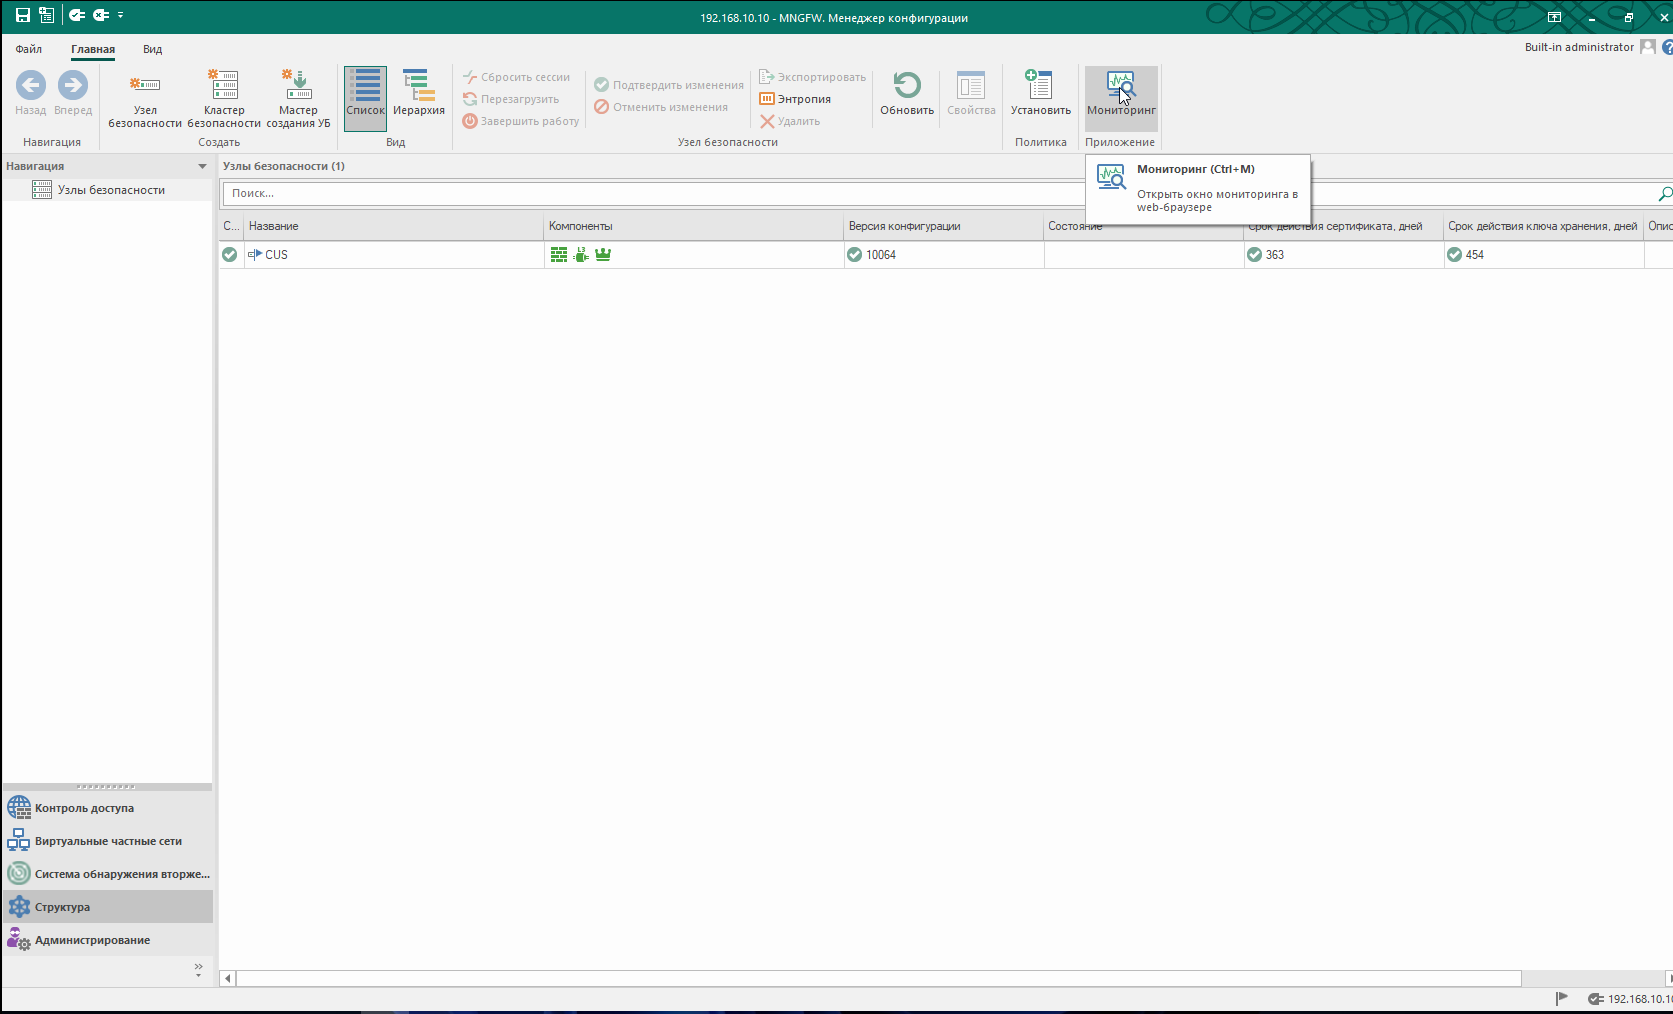 192.168.10.10 - MNGFW. Менеджер конфигурации
Файл
Главная
Вид
Built-in administrator
Назад
Вперед
Навигация
Узел безопасности
Кластер безопасности
Мастер создания УБ
Создать
Список
Иерархия
Вид
Сбросить сессии
Перезагрузить
Завершить работу
Подтвердить изменения
Отменить изменения
Экспортировать
Энтропия
Удалить
Узел безопасности
Обновить
Свойства
Установить
Политика
Мониторинг
Приложение
Мониторинг (Ctrl+M)
Открыть окно мониторинга в
web-браузере
Навигация
Узлы безопасности
Узлы безопасности (1)
Поиск...
С...
Название
Компоненты
Версия конфигурации
Состояние
Срок действия сертификата, дней
Срок действия ключа хранения, дней
Опис
CUS
L3
10064
363
454
Контроль доступа
Виртуальные частные сети
Система обнаружения вторже...
Структура
Администрирование
192.168.10.10